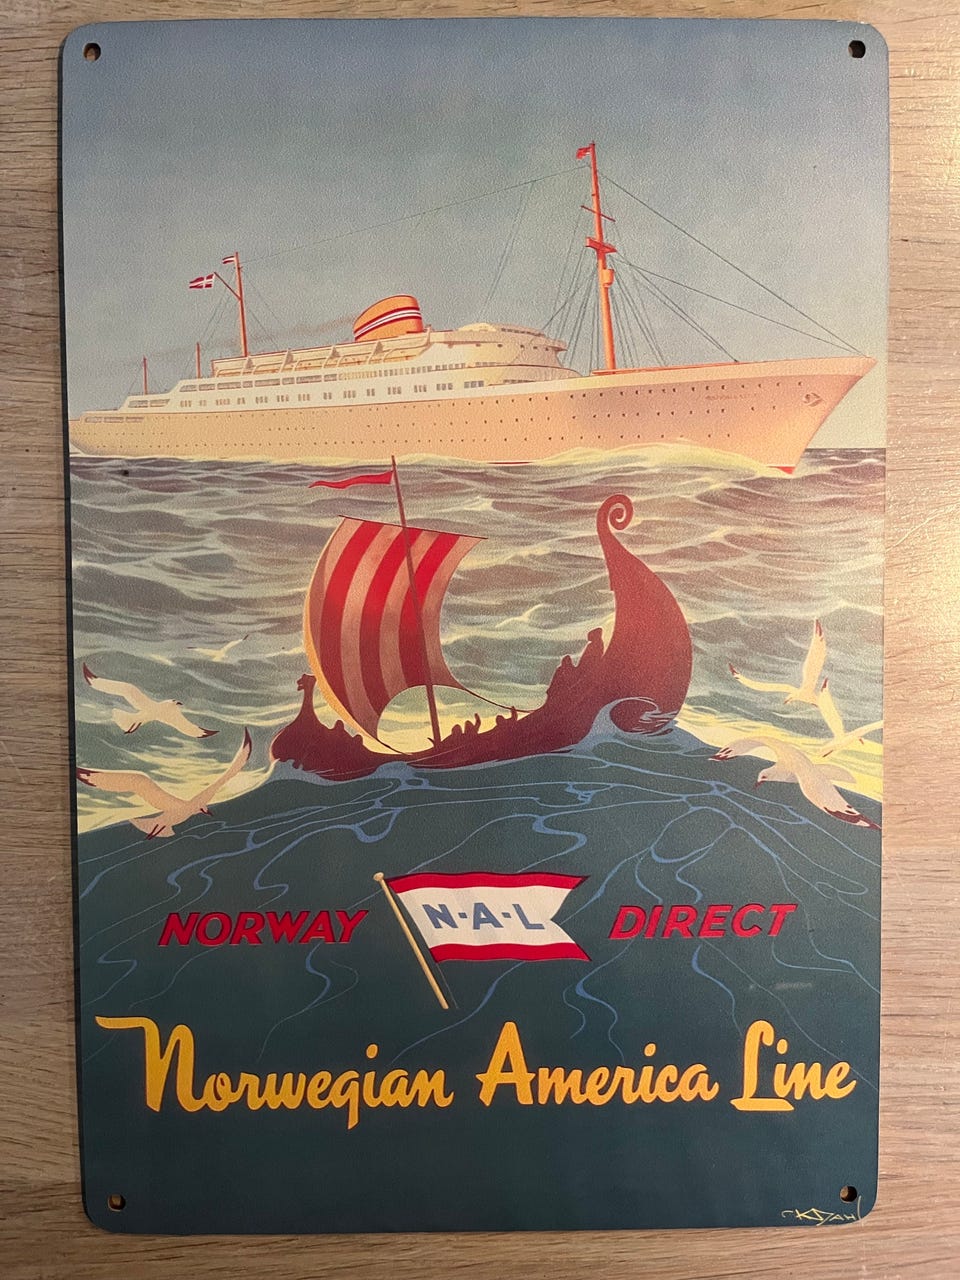 NORWAY N-A-L DIRECT
Norwegian America Line